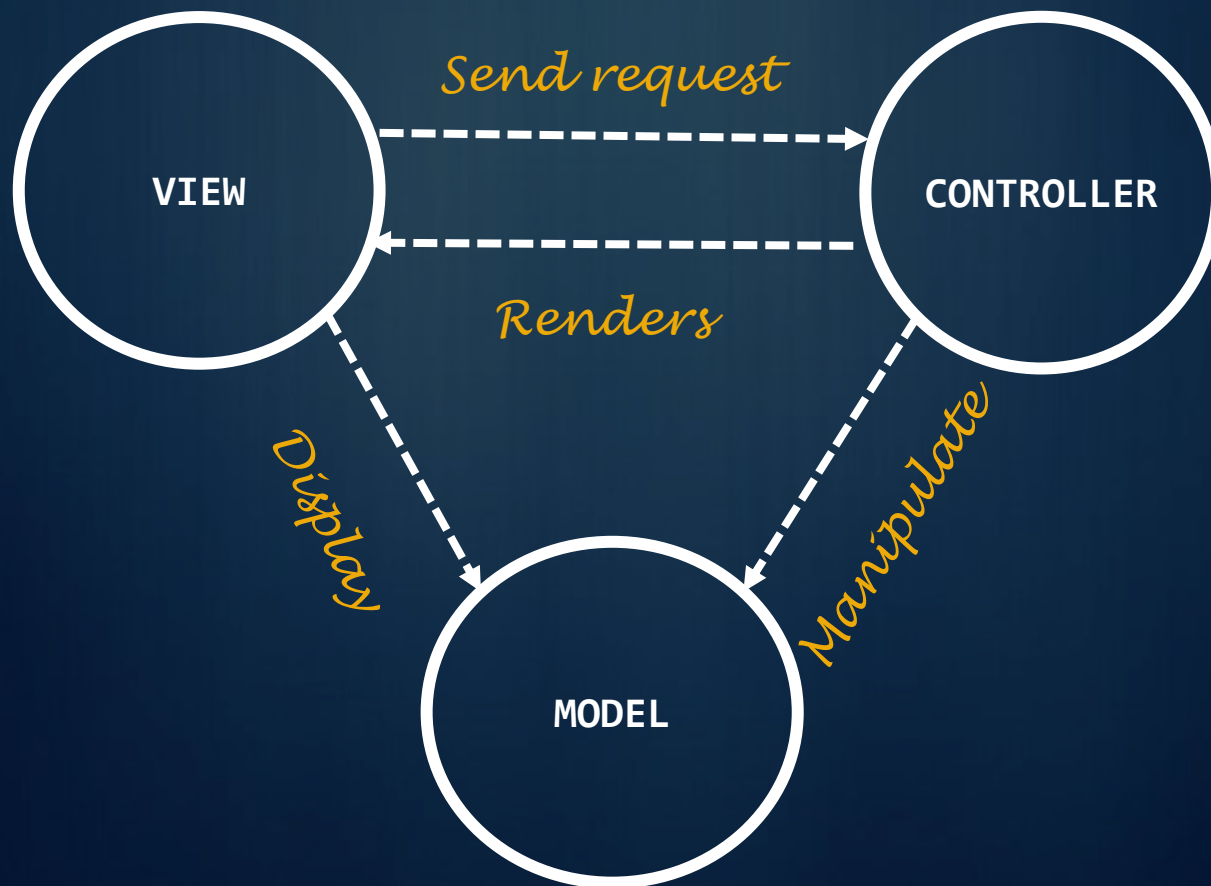 Send request
VIEW
CONTROLLER
Renders
Display
Manipulate
MODEL